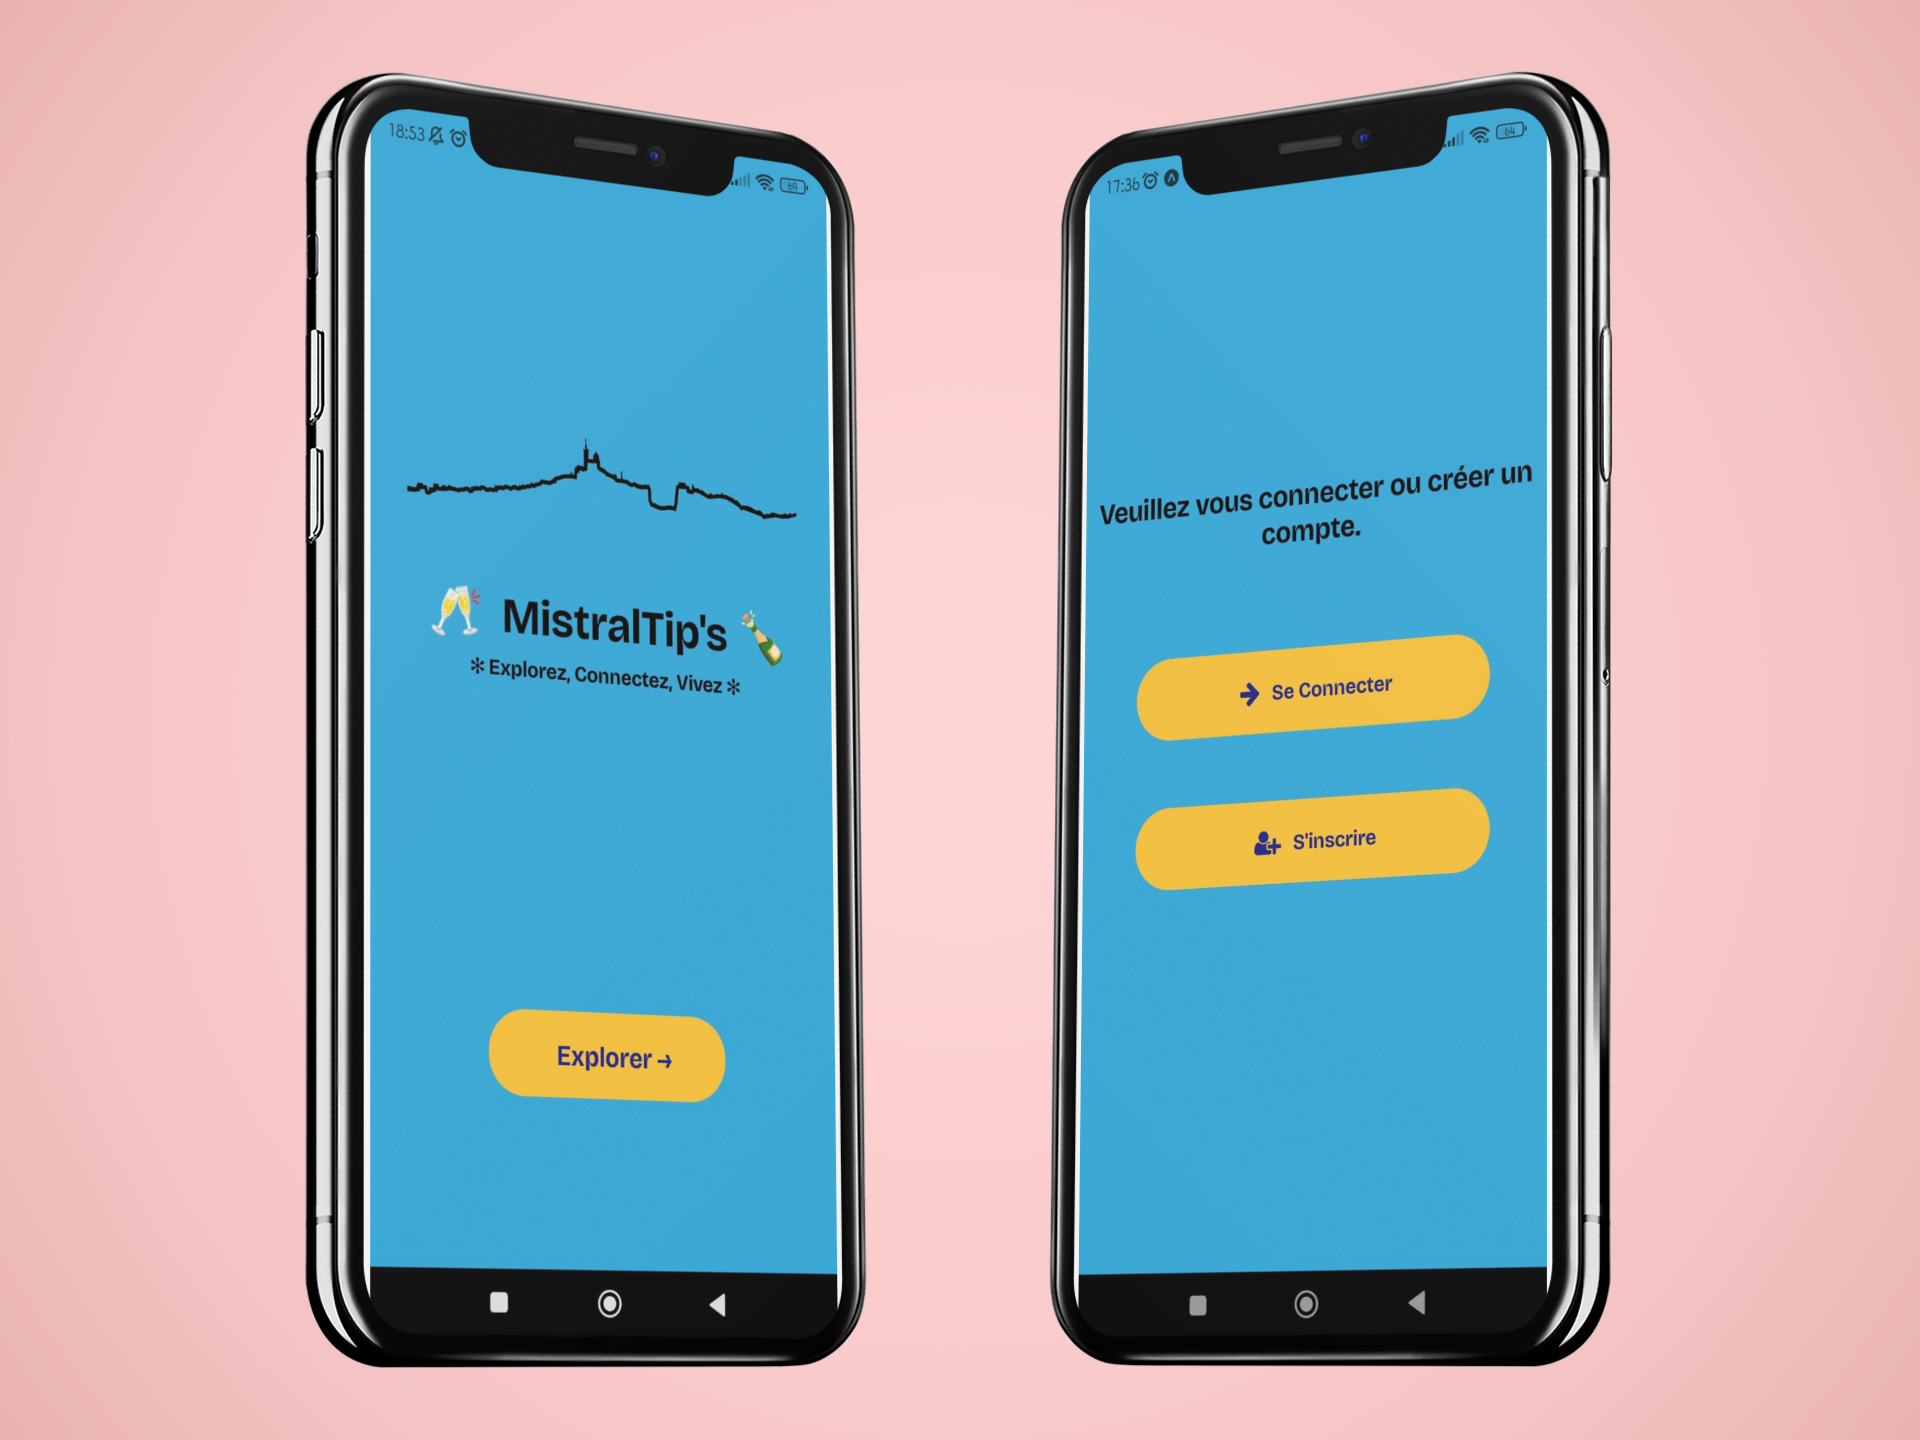 18:53
69
MistralTip's
✻ Explorez, Connectez, Vivez ✻
Explorer →
17:36
64
Veuillez vous connecter ou créer un
compte.
Se Connecter
S'inscrire